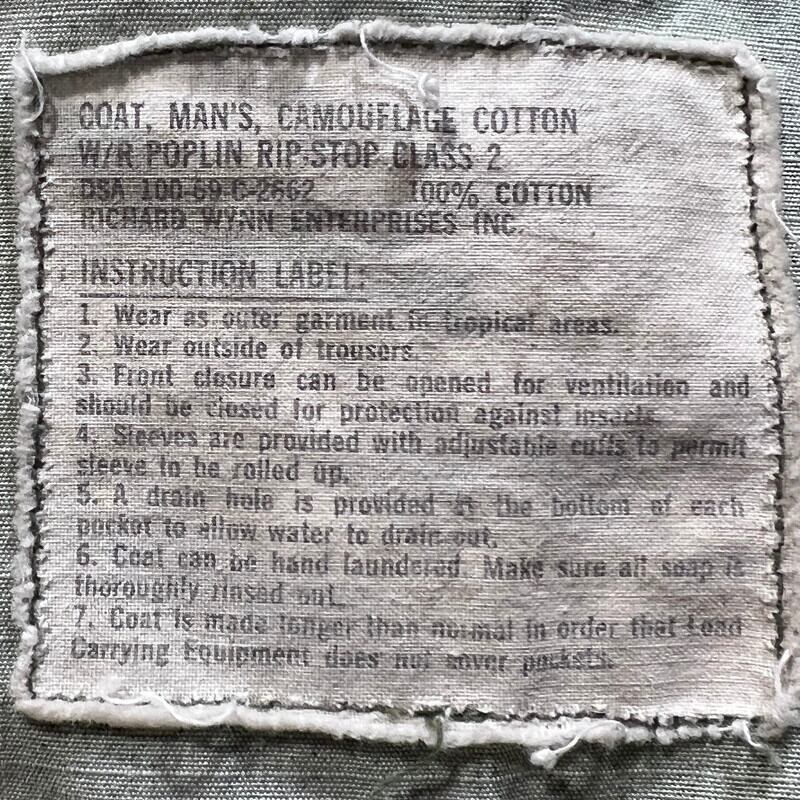 COAT, MAN'S, CAMOUFLAGE COTTON
W/R POPLIN RIP-STOP CLASS 2
DSA 100-69-C-2662 100% COTTON
RICHARD WYNN ENTERPRISES INC.
INSTRUCTION LABEL:
1. Wear as outer garment in tropical areas.
2. Wear outside of trousers.
3. Front closure can be opened for ventilation and
should be closed for protection against insects.
4. Sleeves are provided with adjustable cuffs to permit
sleeve to be rolled up.
5. A drain hole is provided in the bottom of each
pocket to allow water to drain out.
6. Coat can be hand laundered. Make sure all soap is
thoroughly rinsed out.
7. Coat is made longer than normal in order that Load
Carrying Equipment does not cover pockets.